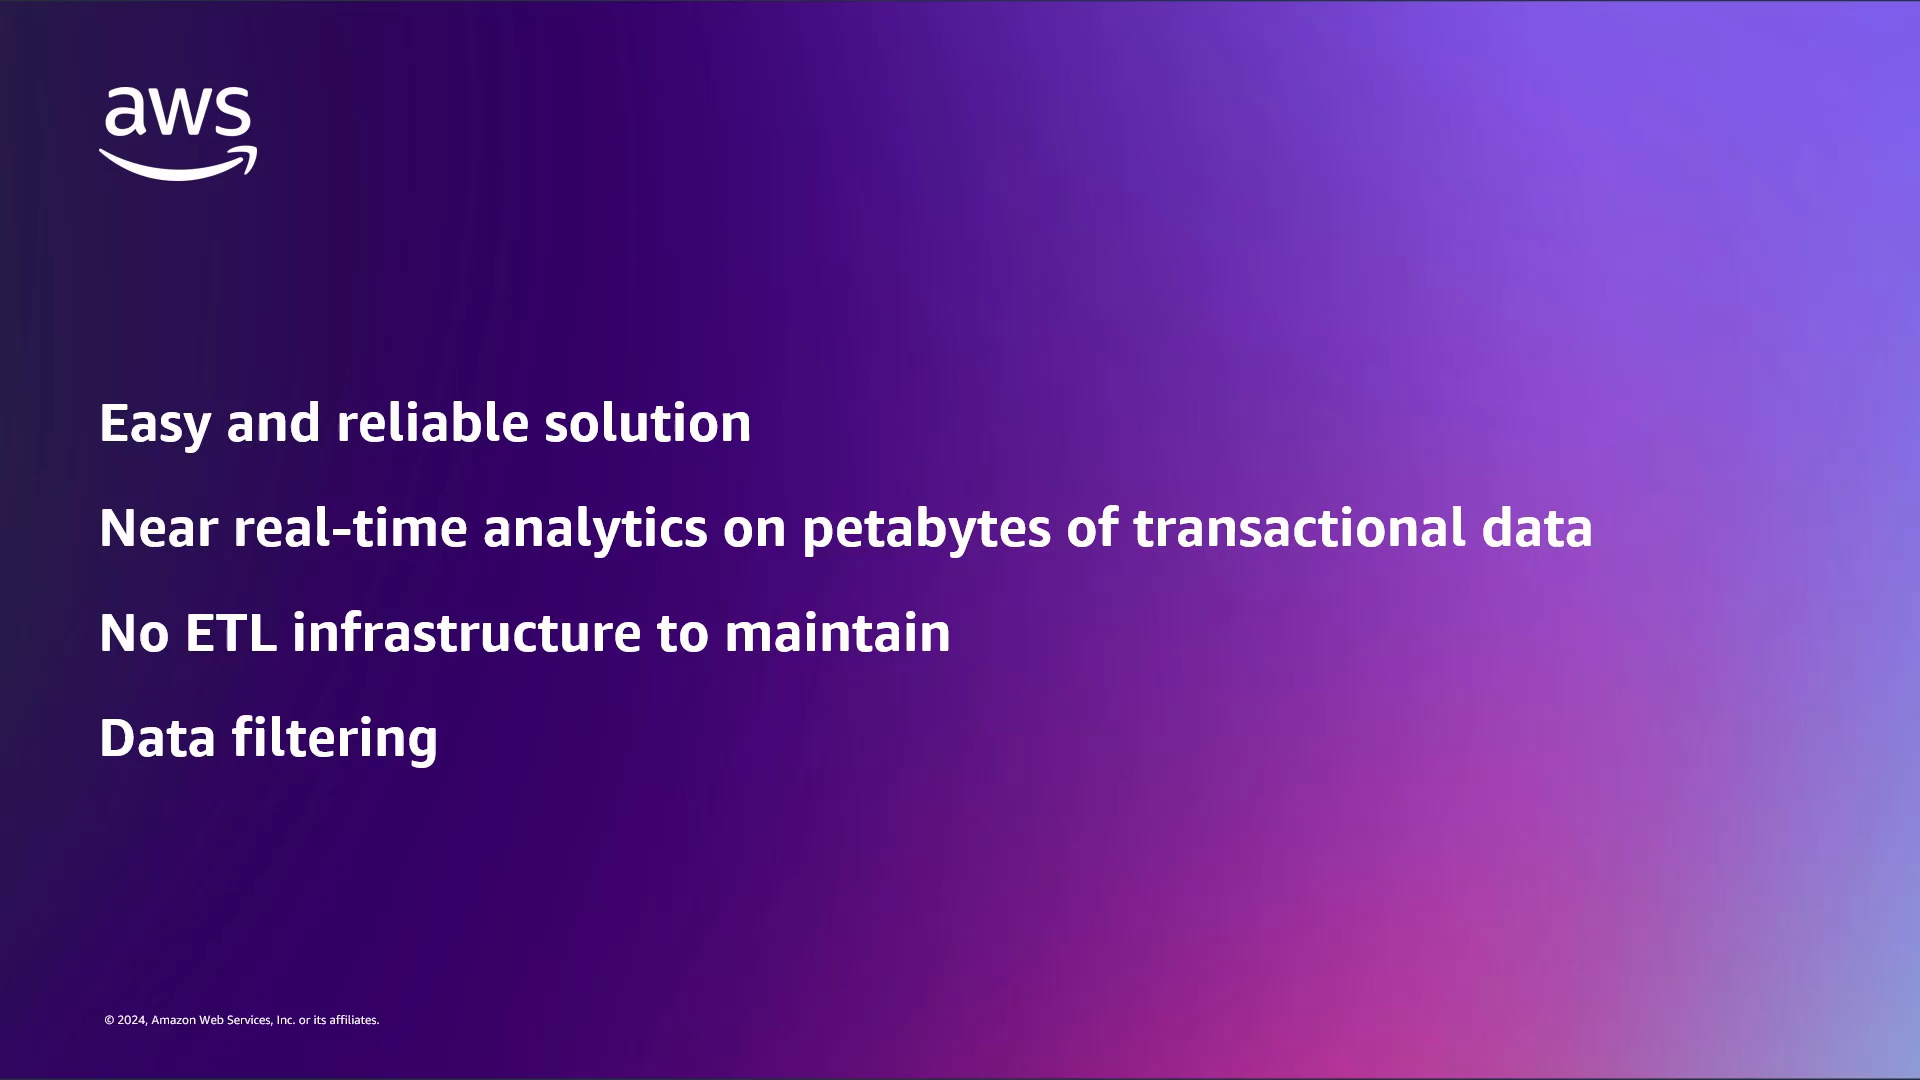 aws
Easy and reliable solution
Near real-time analytics on petabytes of transactional data
No ETL infrastructure to maintain
Data filtering
© 2024, Amazon Web Services, Inc. or its affiliates.